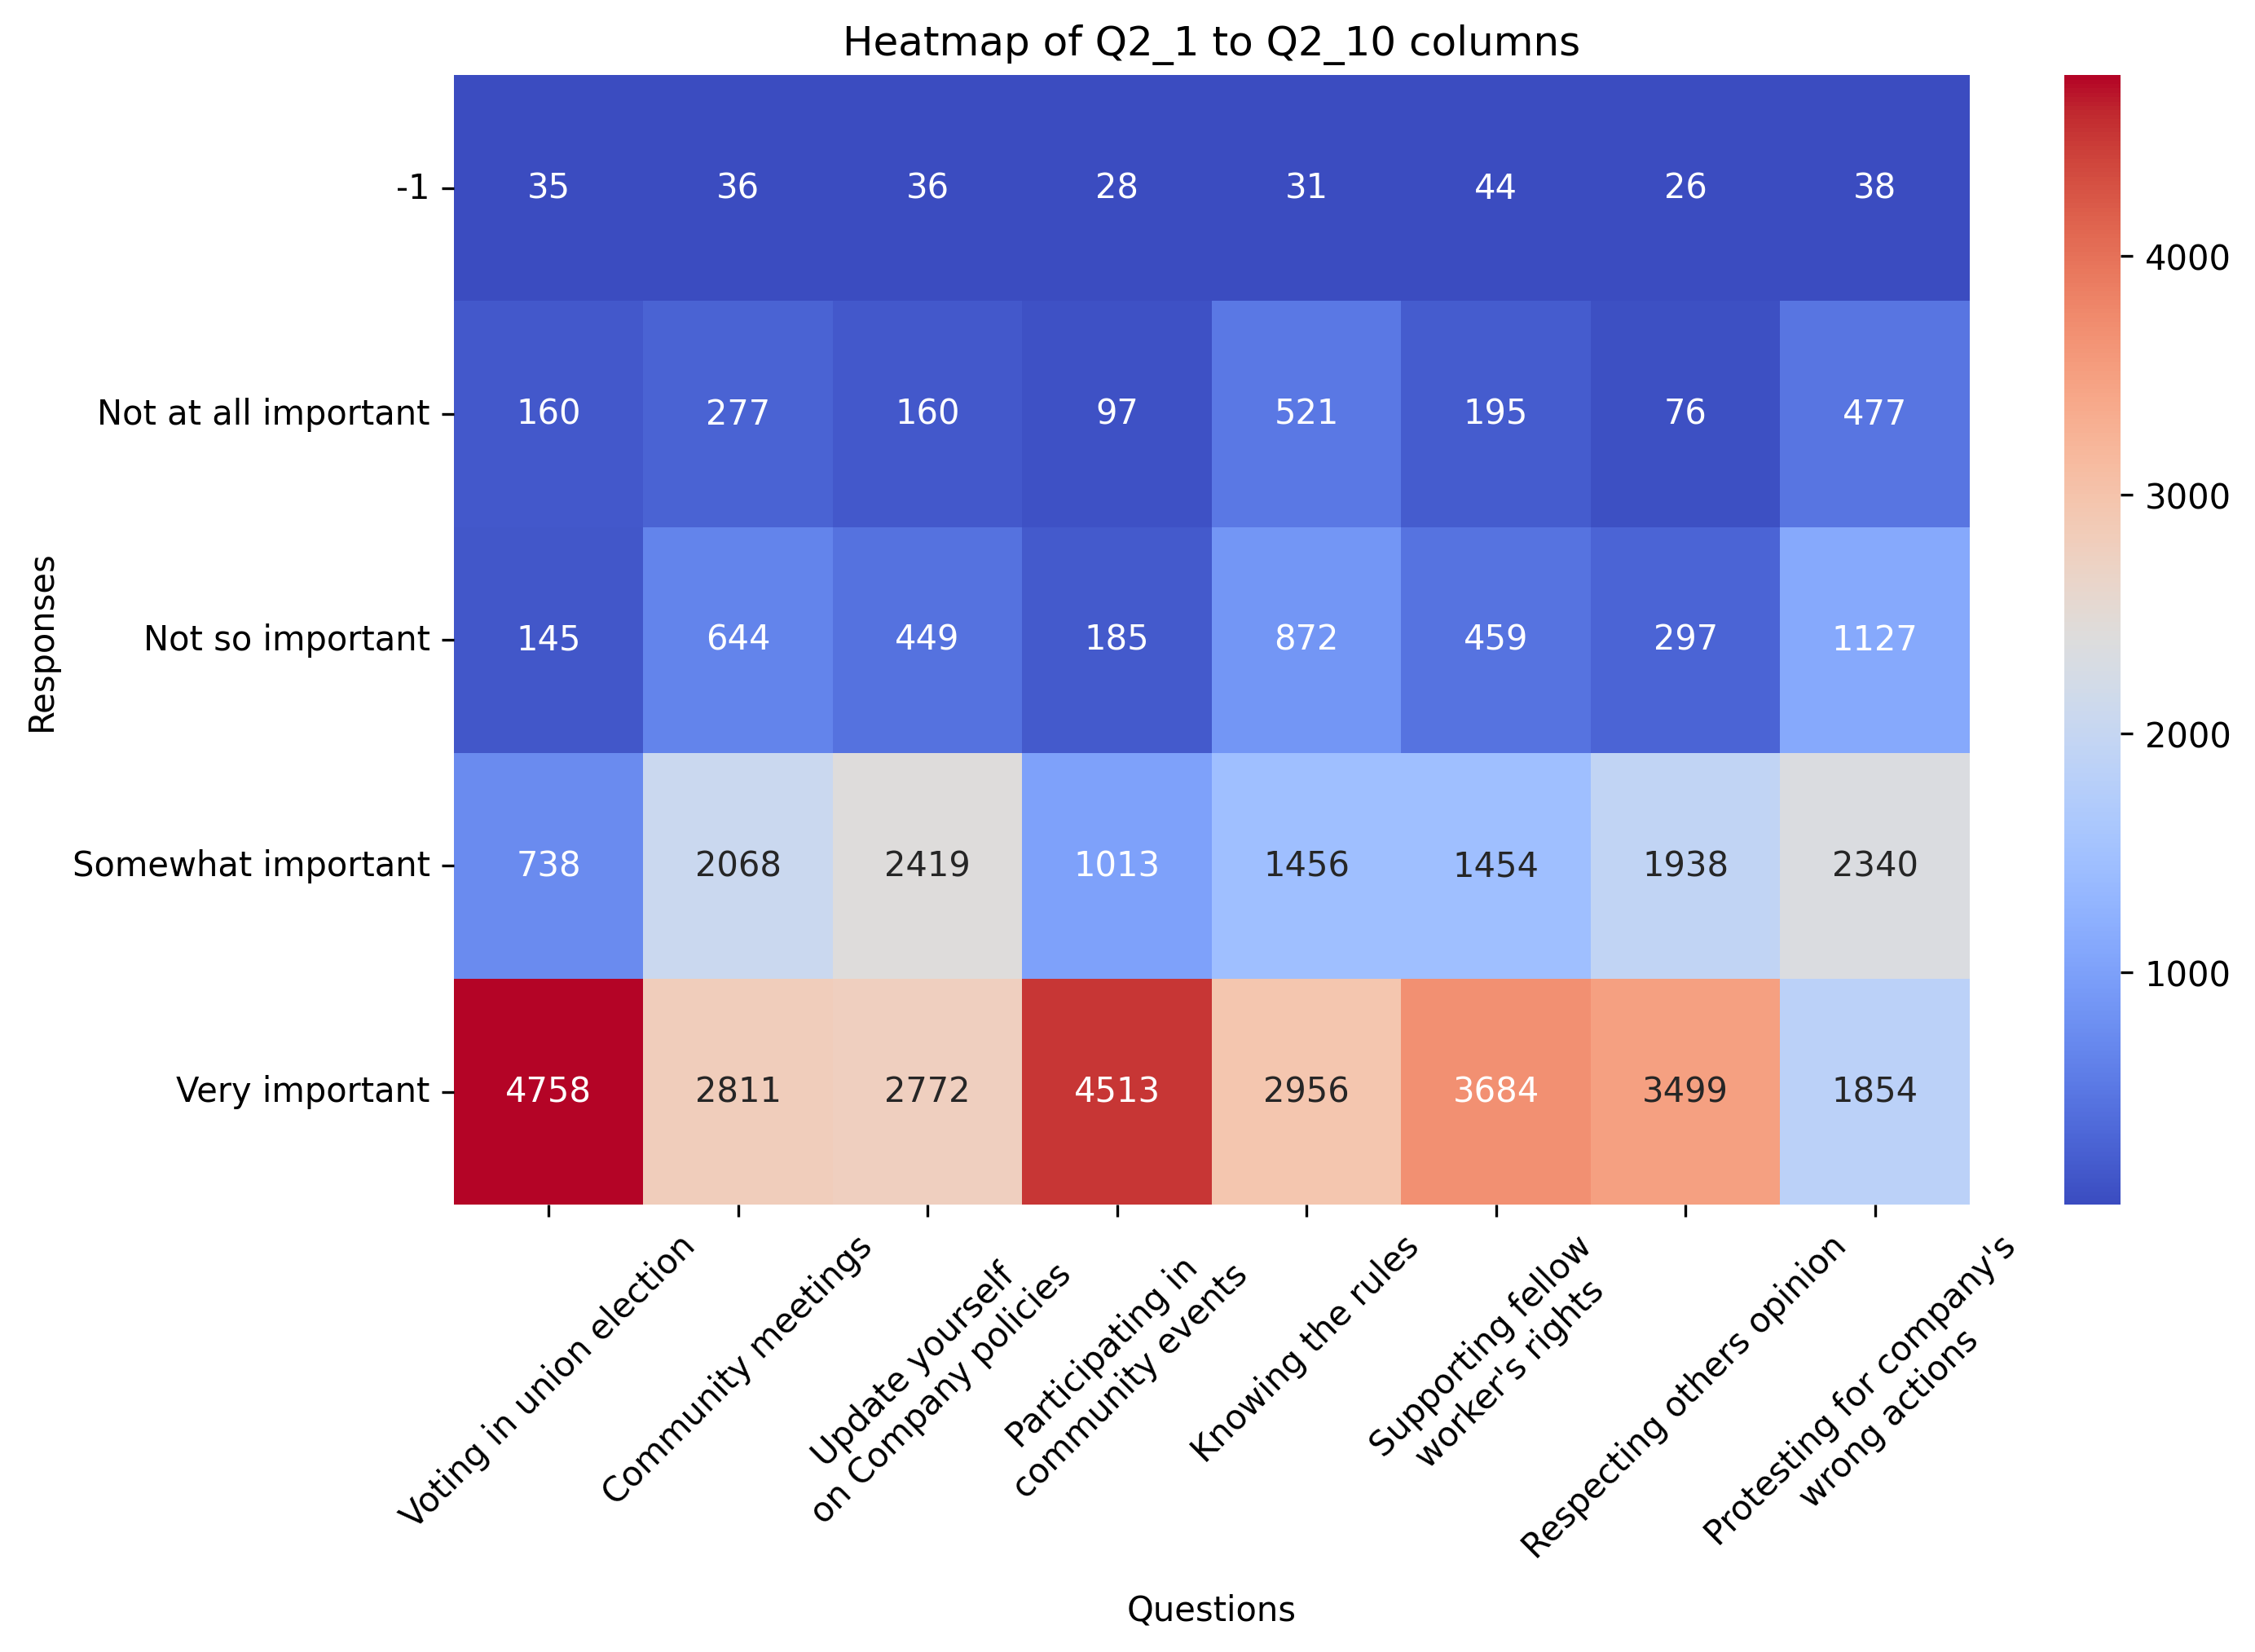 Heatmap of Q2_1 to Q2_10 columns
-1 35 36 36 28 31 44 26 38
Not at all important 160 277 160 97 521 195 76 477
Not so important 145 644 449 185 872 459 297 1127
Somewhat important 738 2068 2419 1013 1456 1454 1938 2340
Very important 4758 2811 2772 4513 2956 3684 3499 1854
Responses
4000
3000
2000
1000
Voting in union election
Community meetings
Update yourself
on Company policies
Participating in
community events
Knowing the rules
Supporting fellow
worker's rights
Respecting others opinion
Protesting for company's
wrong actions
Questions